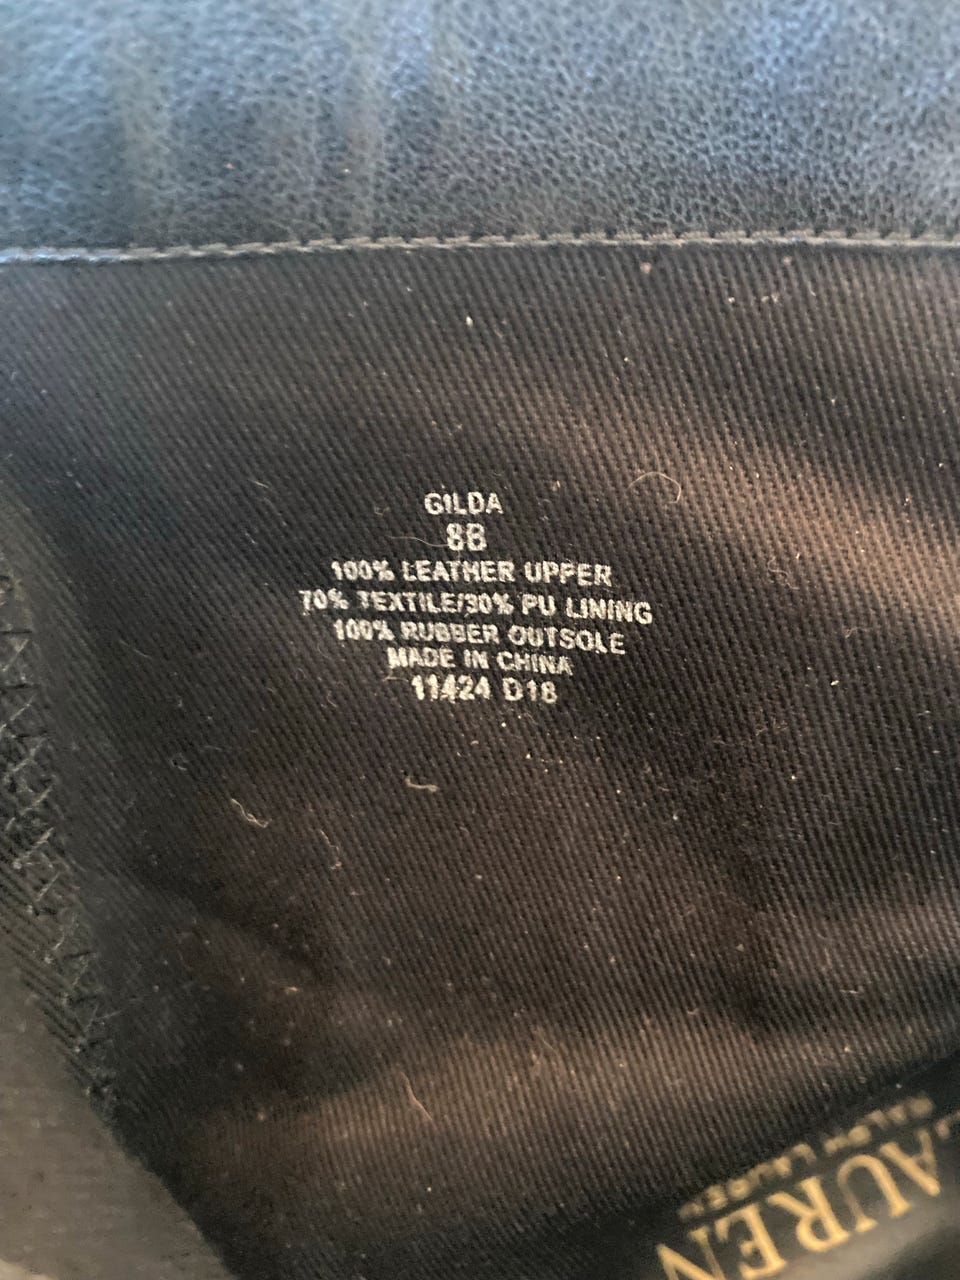 GILDA
8B
100% LEATHER UPPER
70% TEXTILE/30% PU LINING
100% RUBBER OUTSOLE
MADE IN CHINA
11424 D18
LAUREN
RALPH LAUREN